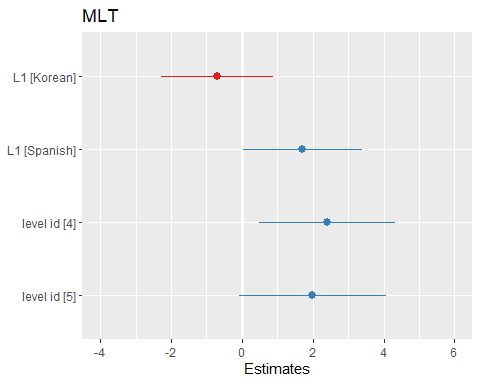 MLT
L1 [Korean]
L1 [Spanish]
level id [4]
level id [5]
-4 -2 0 2 4 6
Estimates